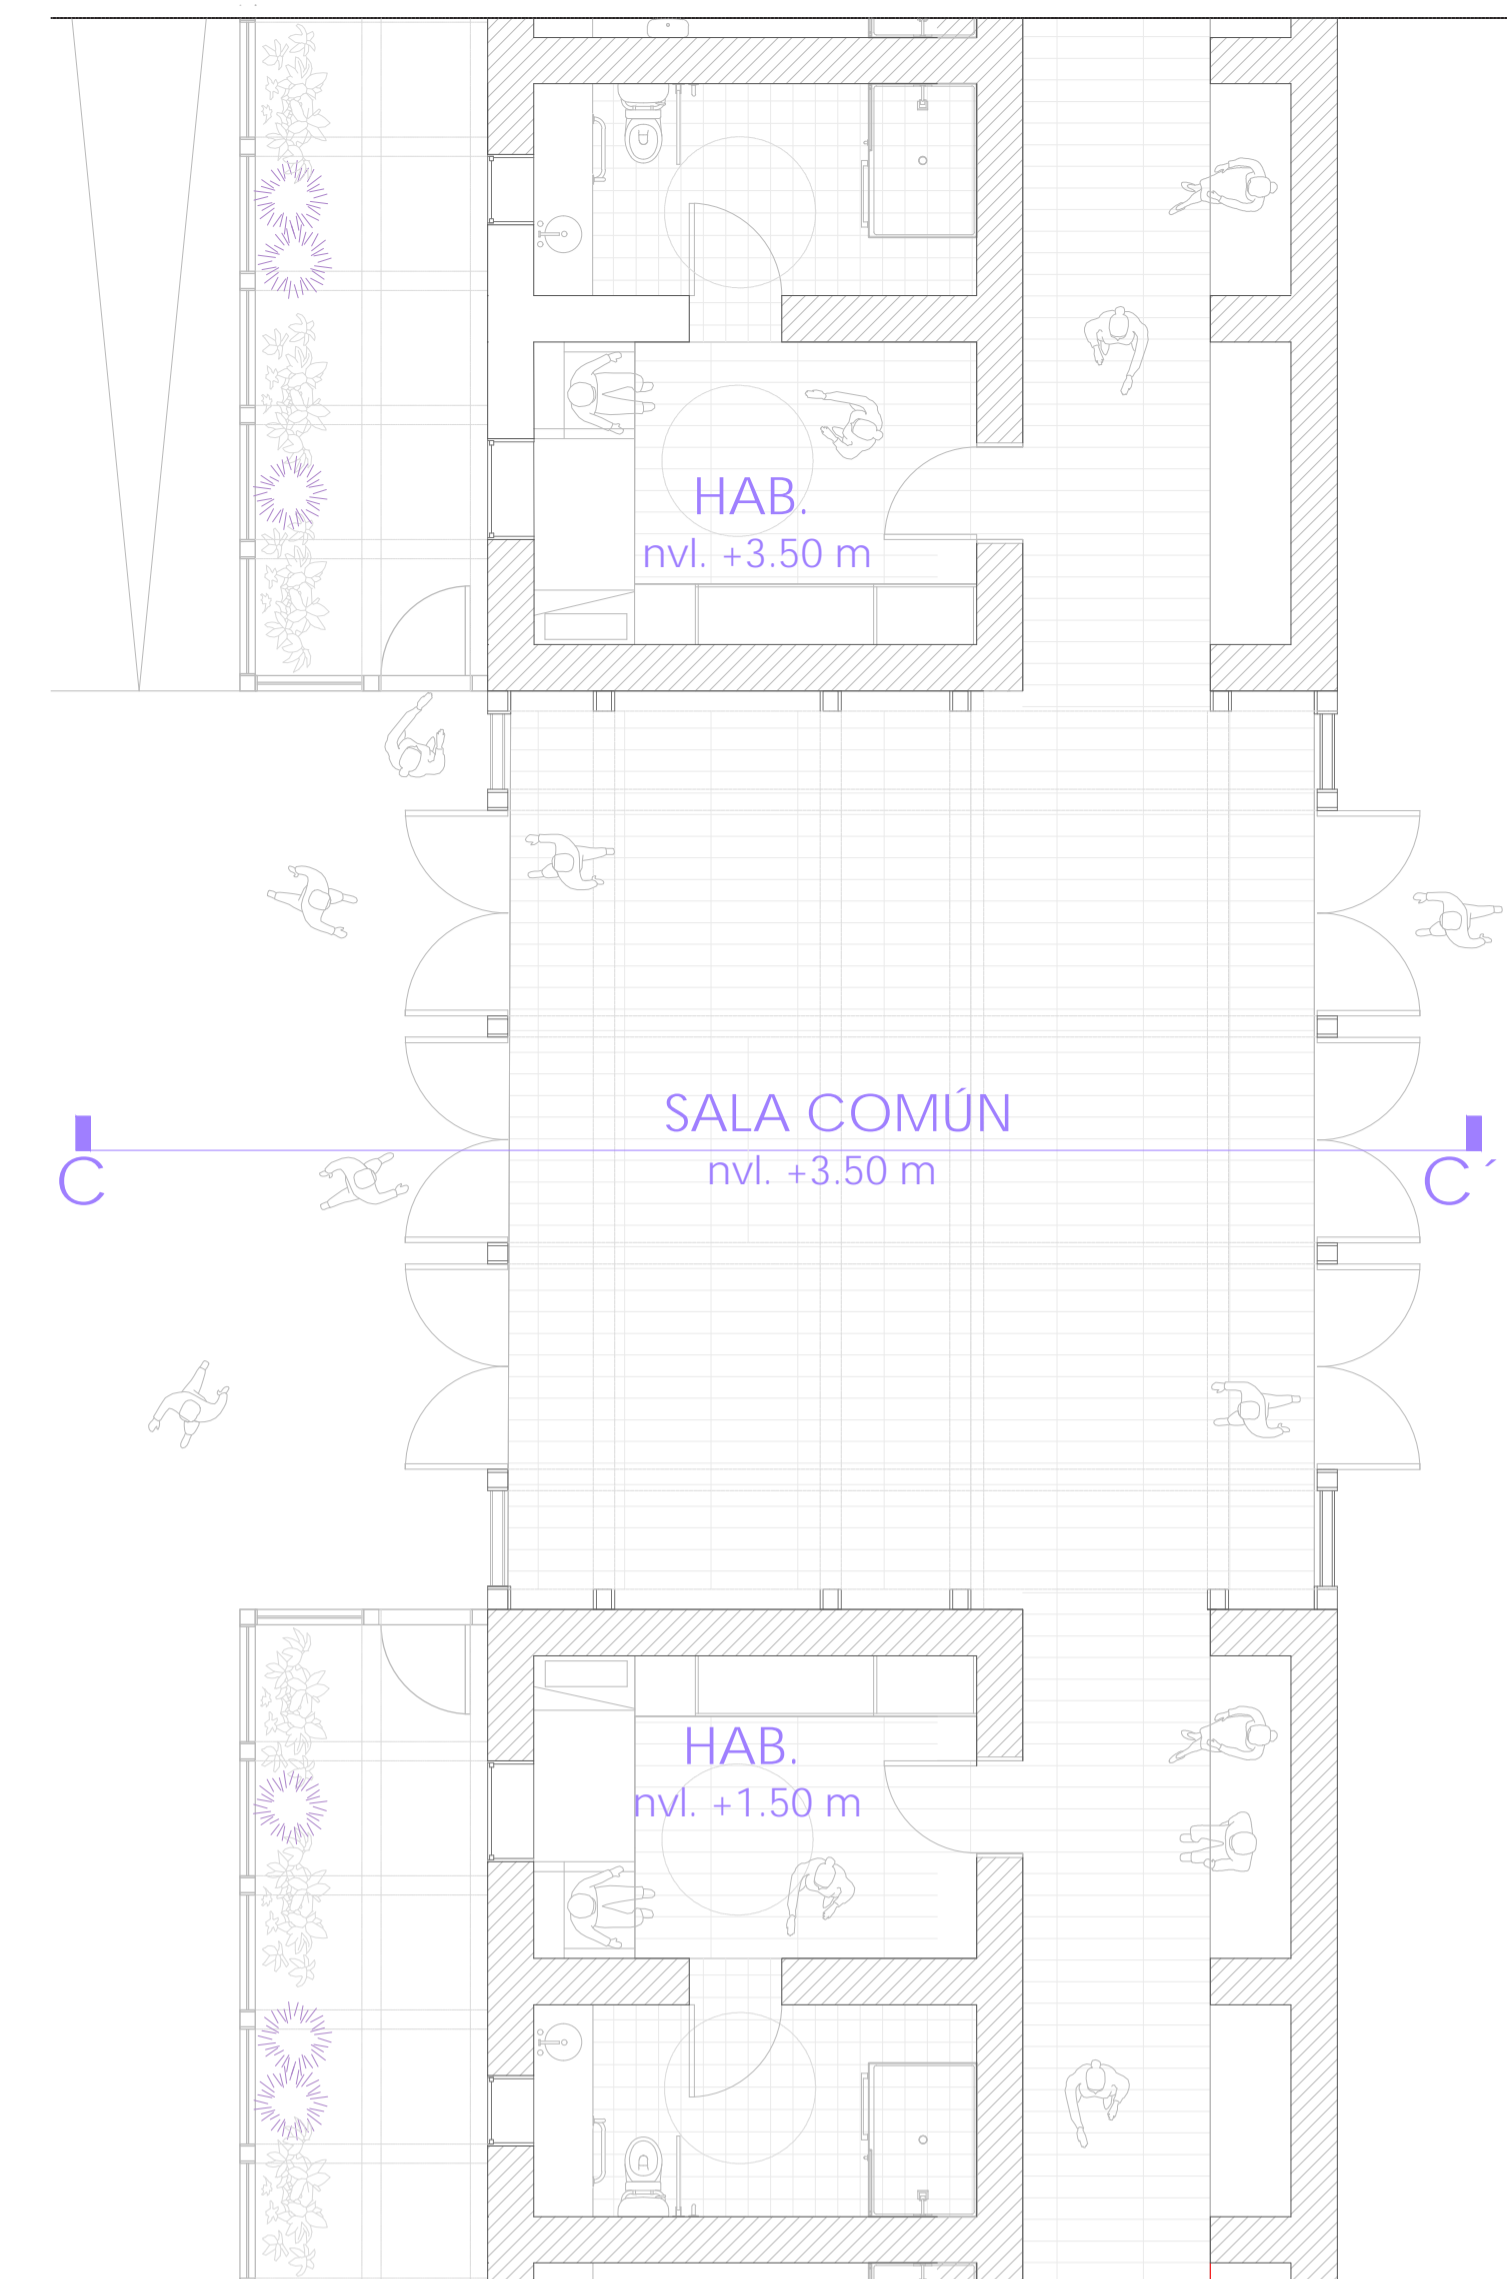 HAB.
nvl. +3.50 m
SALA COMÚN
nvl. +3.50 m
C
C´
HAB.
nvl. +1.50 m